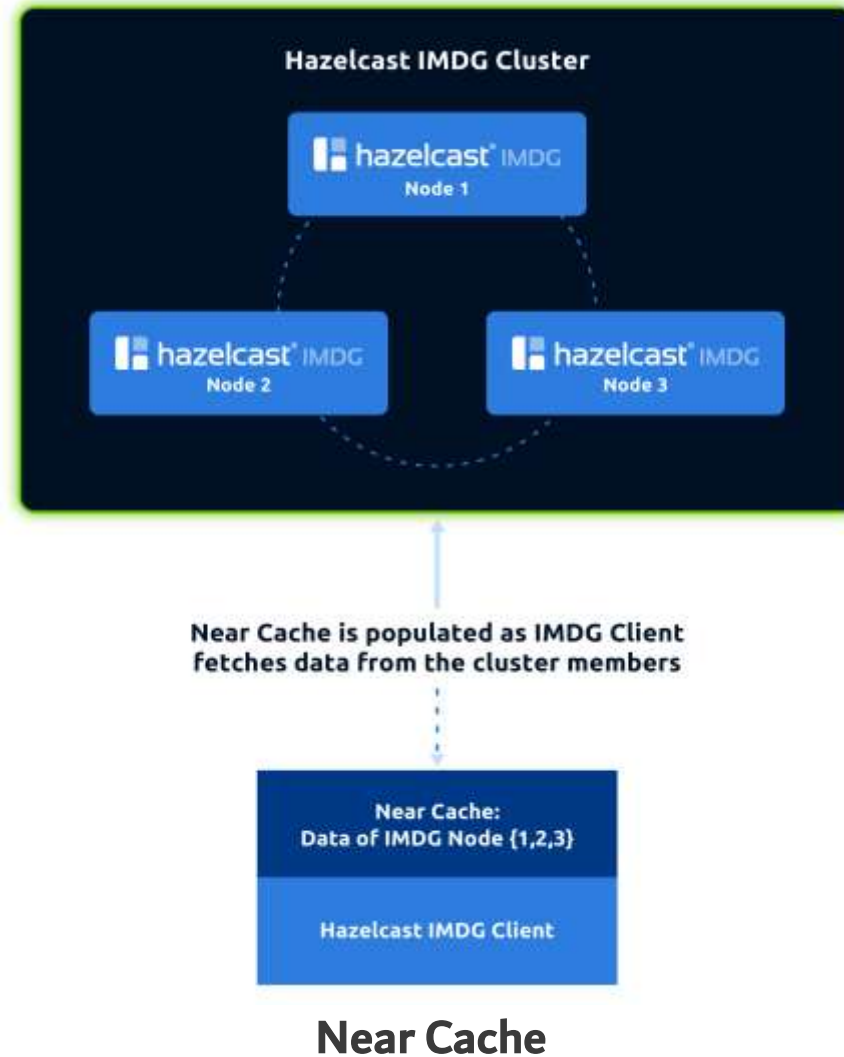 Hazelcast IMDG Cluster
hazelcast® IMDG
Node 1
hazelcast® IMDG
Node 2
hazelcast® IMDG
Node 3
Near Cache is populated as IMDG Client
fetches data from the cluster members
Near Cache:
Data of IMDG Node {1,2,3}
Hazelcast IMDG Client
Near Cache